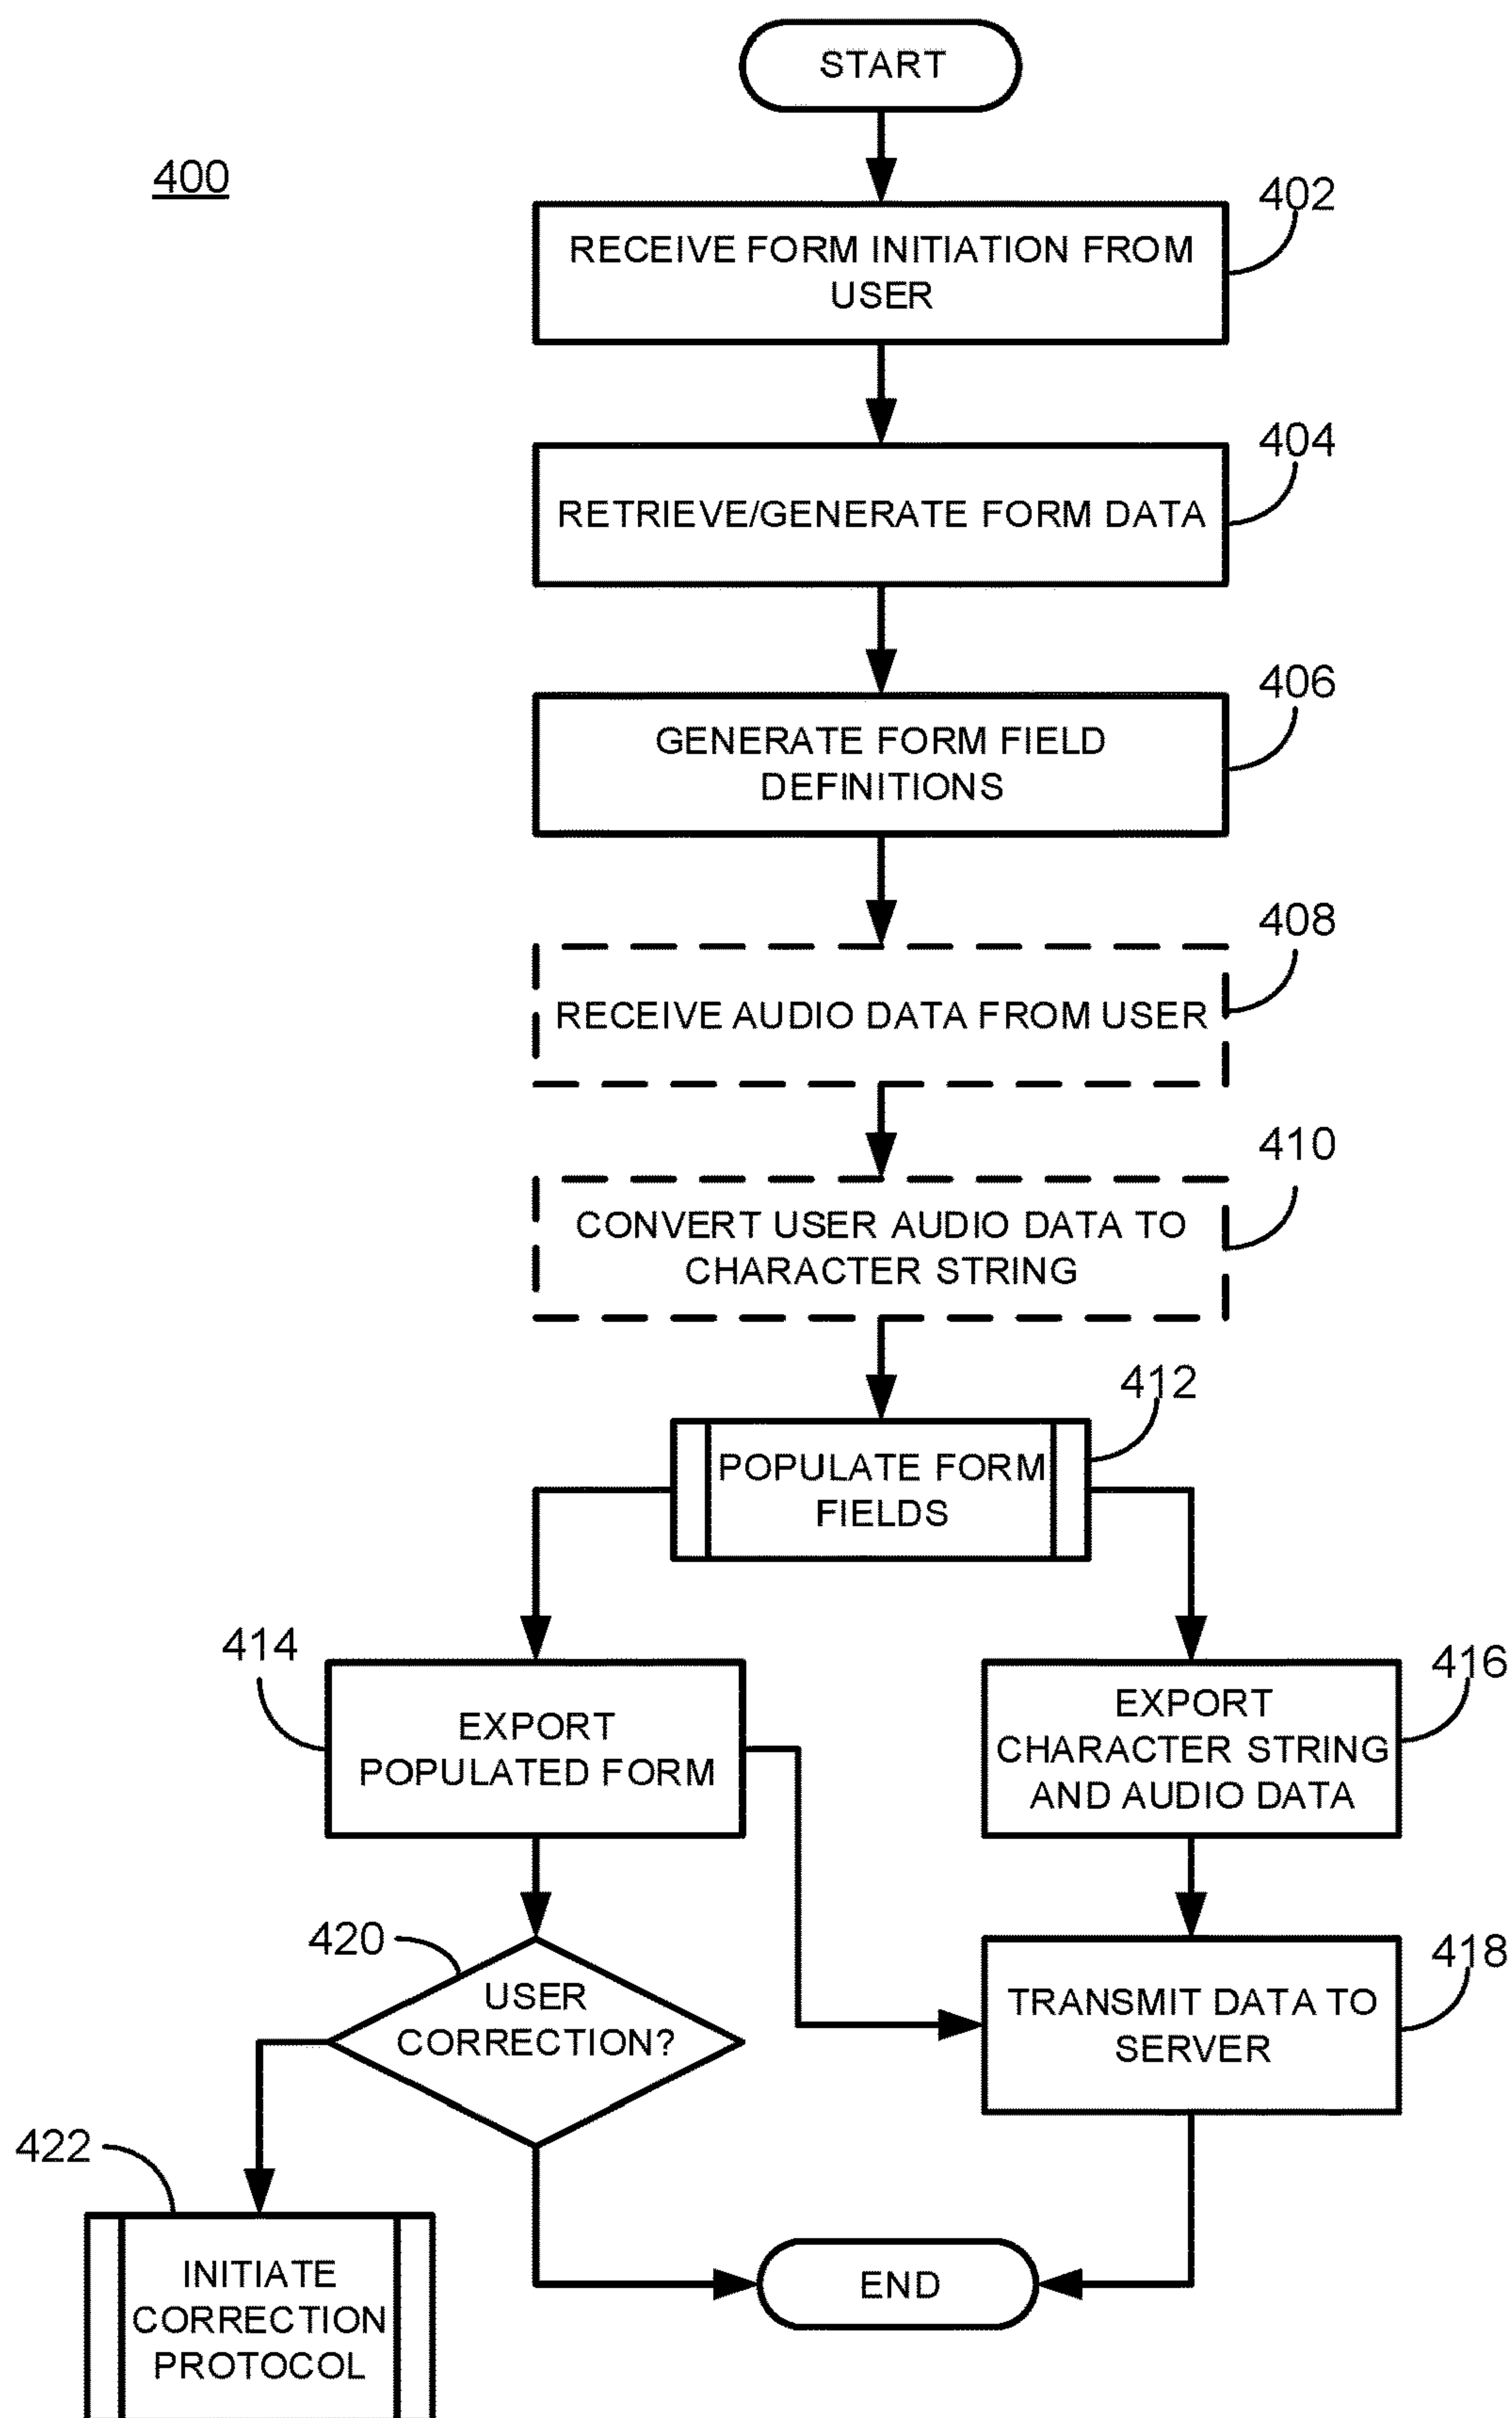 START
400
402
RECEIVE FORM INITIATION FROM
USER
404
RETRIEVE/GENERATE FORM DATA
406
GENERATE FORM FIELD
DEFINITIONS
408
RECEIVE AUDIO DATA FROM USER
410
CONVERT USER AUDIO DATA TO
CHARACTER STRING
412
POPULATE FORM
FIELDS
414
EXPORT
POPULATED FORM
416
EXPORT
CHARACTER STRING
AND AUDIO DATA
420
USER
CORRECTION?
418
TRANSMIT DATA TO
SERVER
422
INITIATE
CORRECTION
PROTOCOL
END